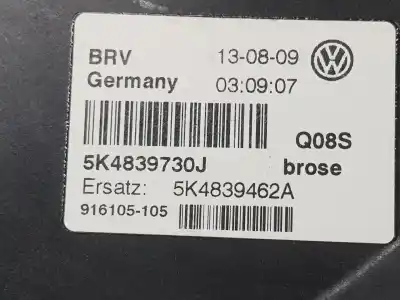 BRV 13-08-09
Germany 03:09:07
Q08S
5K4839730J brose
Ersatz: 5K4839462A
916105-105